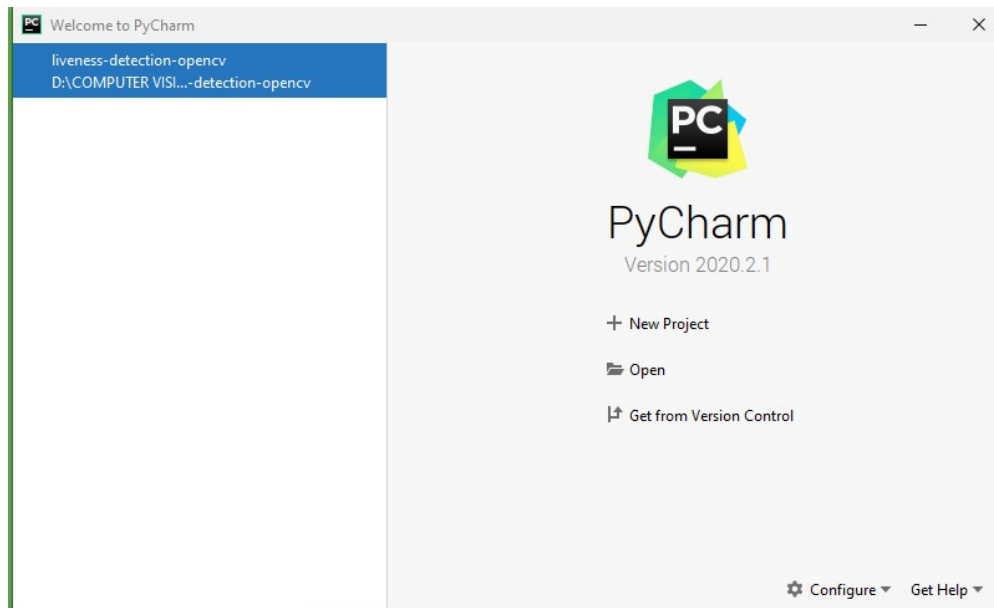 PC Welcome to PyCharm
liveness-detection-opencv
D:\COMPUTER VISI...-detection-opencv
PC
PyCharm
Version 2020.2.1
New Project
Open
Get from Version Control
Configure Get Help